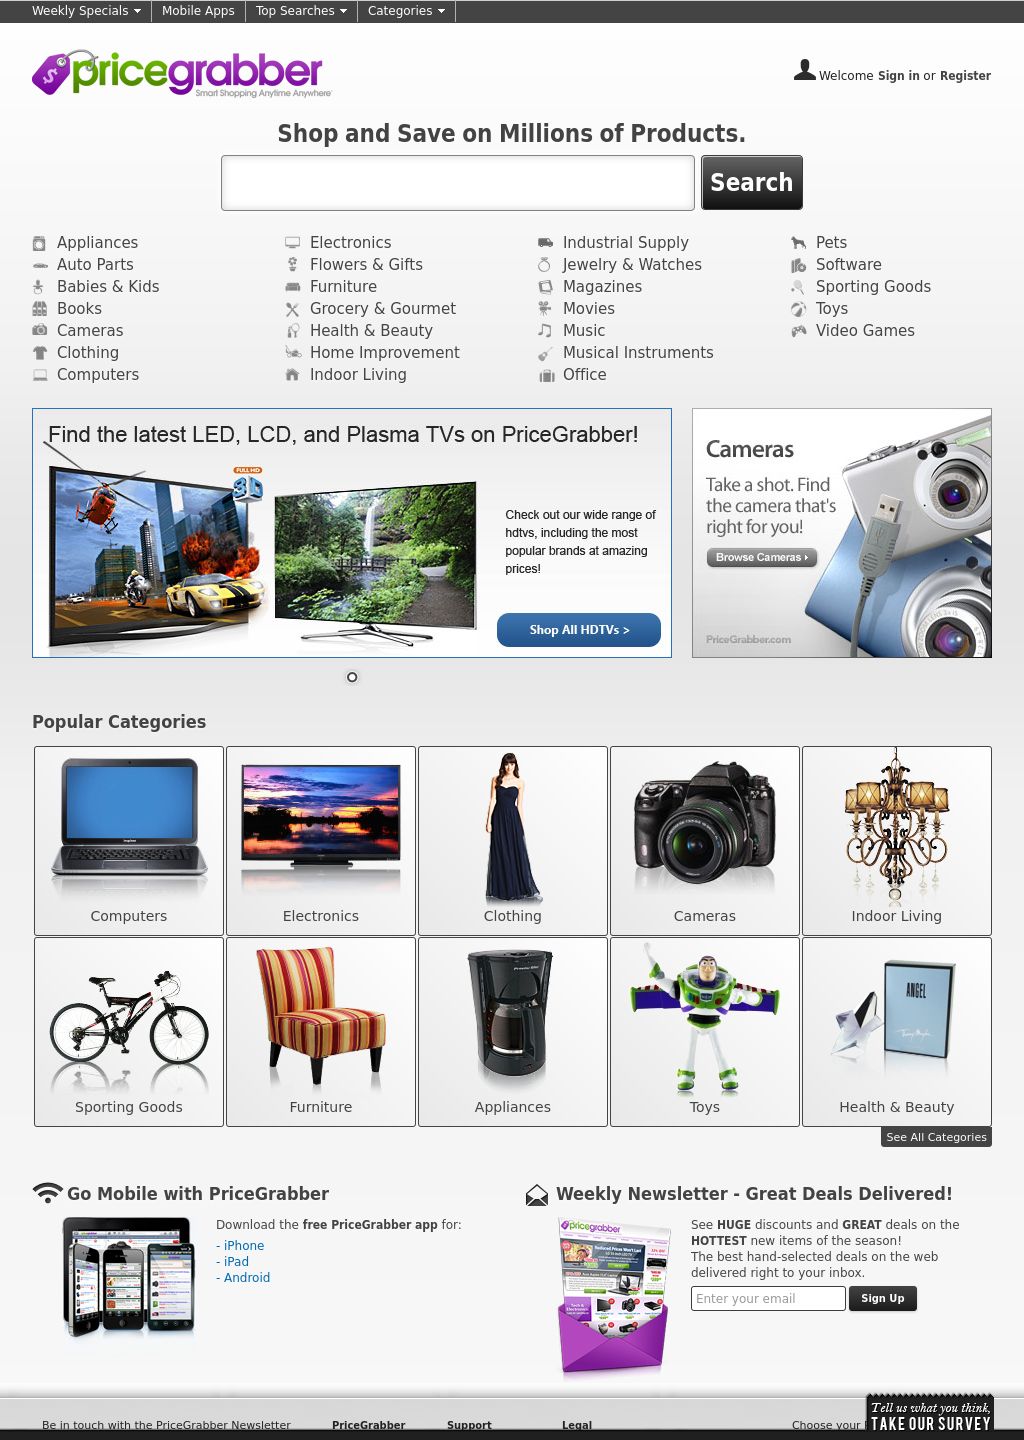 Weekly Specials
Mobile Apps
Top Searches
Categories
pricegrabber
Smart Shopping Anytime Anywhere
Welcome Sign in or Register
Shop and Save on Millions of Products.
Search
Appliances
Auto Parts
Babies & Kids
Books
Cameras
Clothing
Computers
Electronics
Flowers & Gifts
Furniture
Grocery & Gourmet
Health & Beauty
Home Improvement
Indoor Living
Industrial Supply
Jewelry & Watches
Magazines
Movies
Music
Musical Instruments
Office
Pets
Software
Sporting Goods
Toys
Video Games
Find the latest LED, LCD, and Plasma TVs on PriceGrabber!
FULL HD
3D
Check out our wide range of
hdtvs, including the most
popular brands at amazing
prices!
Shop All HDTVs >
Cameras
Take a shot. Find
the camera that's
right for you!
Browse Cameras
PriceGrabber.com
Popular Categories
Computers
Electronics
Clothing
Cameras
Indoor Living
ANGEL
Sporting Goods
Furniture
Appliances
Toys
Health & Beauty
See All Categories
Go Mobile with PriceGrabber
Download the free PriceGrabber app for:
- iPhone
- iPad
- Android
Weekly Newsletter - Great Deals Delivered!
pricegrabber
See HUGE discounts and GREAT deals on the
HOTTEST new items of the season!
The best hand-selected deals on the web
delivered right to your inbox.
Enter your email
Sign Up
Be in touch with the PriceGrabber Newsletter
PriceGrabber
Support
Legal
Choose your
Tell us what you think,
TAKE OUR SURVEY